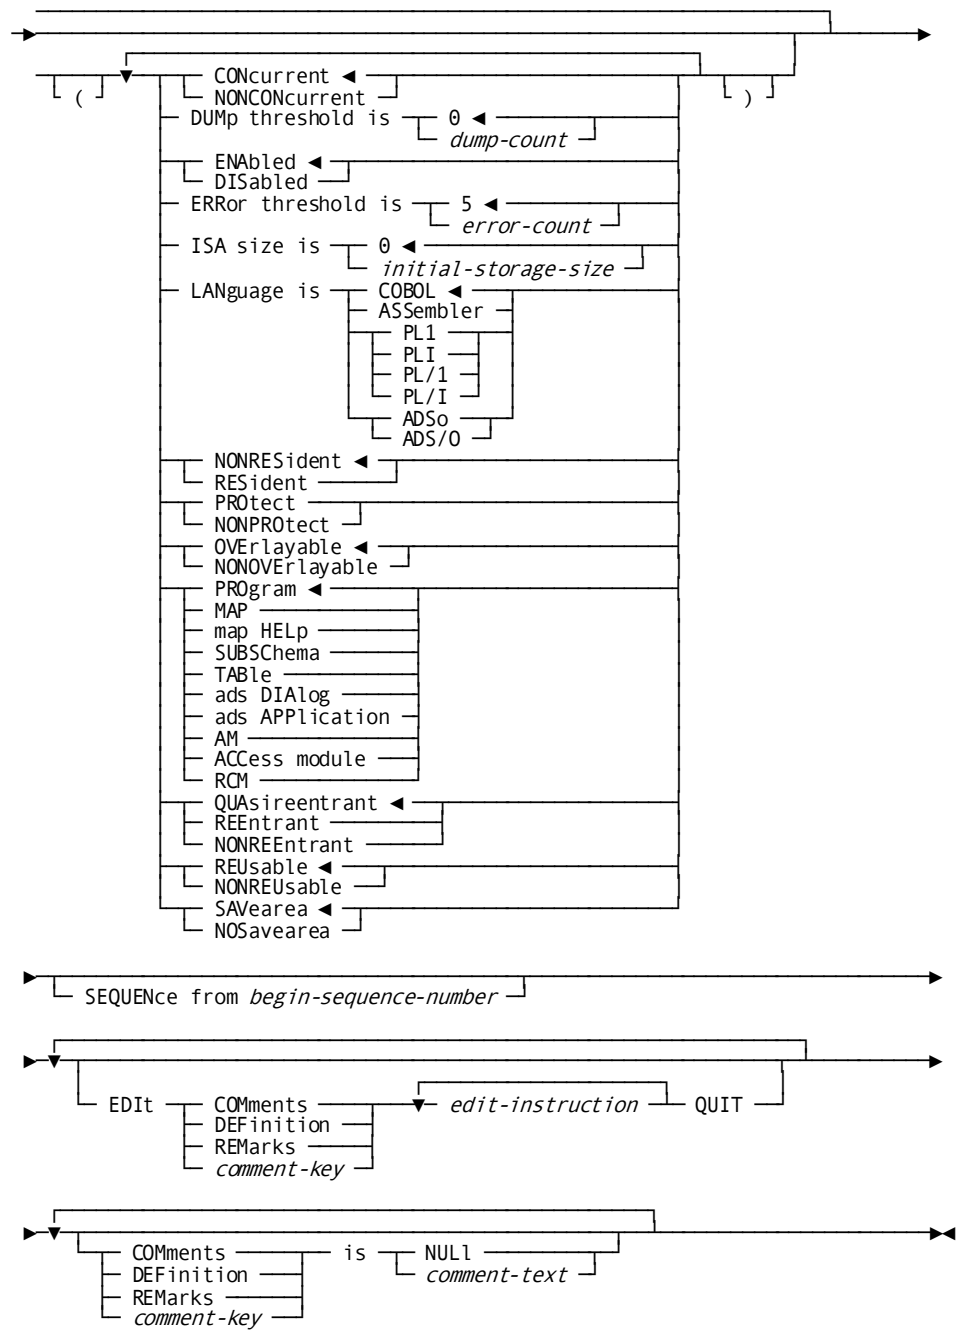 CONcurrent ◄
( )
NONCONcurrent
DUMp threshold is 0 ◄
dump-count
ENAbled ◄
DISabled
ERRor threshold is 5 ◄
error-count
ISA size is 0 ◄
initial-storage-size
LANguage is COBOL ◄
ASSembler
PL1
PLI
PL/1
PL/I
ADSo
ADS/O
NONRESident ◄
RESident
PROtect
NONPROtect
OVErlayable ◄
NONOVErlayable
PROgram ◄
MAP
map HELp
SUBSChema
TABle
ads DIAlog
ads APPlication
AM
ACCess module
RCM
QUAsireentrant ◄
REEntrant
NONREEntrant
REUsable ◄
NONREUsable
SAVearea ◄
NOSavearea
SEQUENce from begin-sequence-number
EDIt COMments edit-instruction QUIT
DEFinition
REMarks
comment-key
COMments is NULl
DEFinition comment-text
REMarks
comment-key